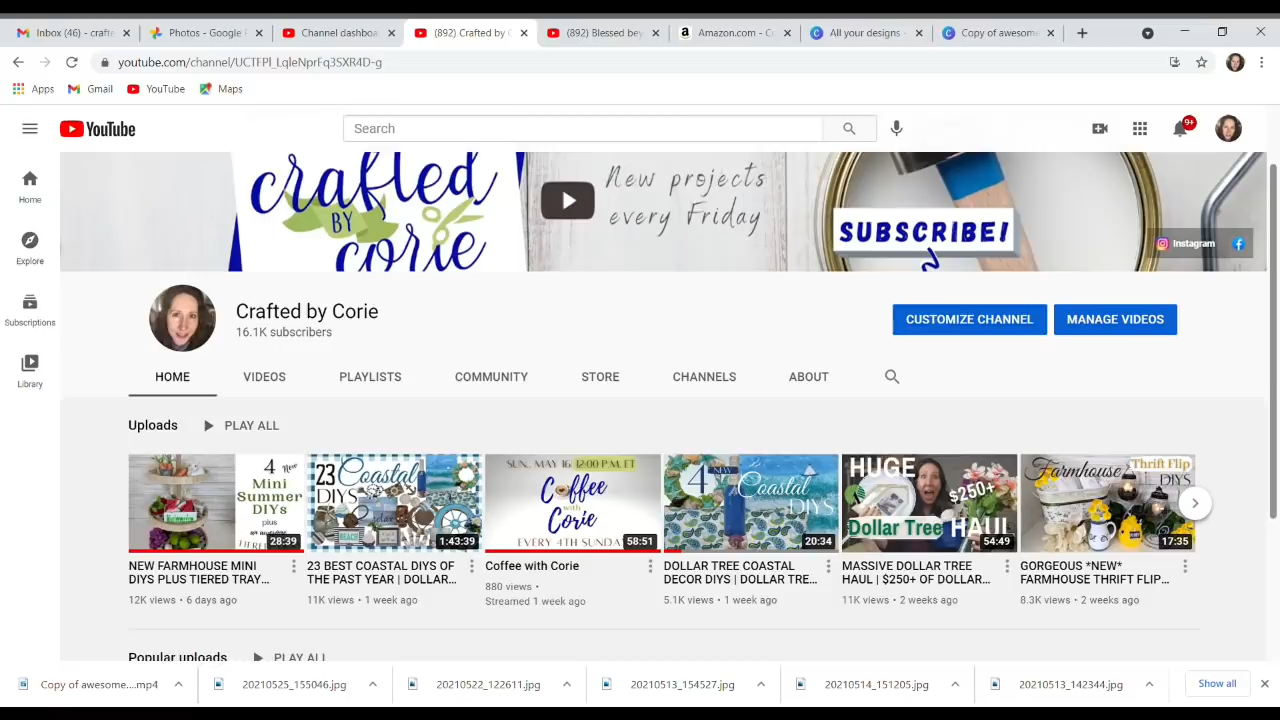 Inbox (46) - crafte
Photos - Google P
Channel dashboa
(892) Crafted by C
(892) Blessed bey
Amazon.com - C
All your designs -
Copy of awesome
youtube.com/channel/UCTFPl_LqleNprFq3SXR4D-g
Apps
Gmail
YouTube
Maps
YouTube
Search
9+
Home
Explore
Subscriptions
Library
crafted
BY
corie
New projects
every Friday
SUBSCRIBE!
Instagram
Crafted by Corie
16.1K subscribers
CUSTOMIZE CHANNEL
MANAGE VIDEOS
HOME
VIDEOS
PLAYLISTS
COMMUNITY
STORE
CHANNELS
ABOUT
Uploads
PLAY ALL
4 New
Mini
Summer
DIYs
plus
28:39
23 Coastal
DIYS
BEACH
1:43:39
SUN, MAY 16 12:00 P.M. ET
Coffee
with
Corie
EVERY 4TH SUNDA
58:51
4 NEW
Coastal
DIYS
20:34
HUGE
$250+
Dollar Tree HAUL
54:49
Farmhouse
Thrift Flip
DIYS
17:35
NEW FARMHOUSE MINI
DIYS PLUS TIERED TRAY...
12K views • 6 days ago
23 BEST COASTAL DIYS OF
THE PAST YEAR | DOLLAR...
11K views • 1 week ago
Coffee with Corie
880 views •
Streamed 1 week ago
DOLLAR TREE COASTAL
DECOR DIYS | DOLLAR TRE...
5.1K views • 1 week ago
MASSIVE DOLLAR TREE
HAUL | $250+ OF DOLLAR...
11K views • 2 weeks ago
GORGEOUS *NEW*
FARMHOUSE THRIFT FLIP...
8.3K views • 2 weeks ago
Popular uploads
PLAY ALL
Copy of awesome....mp4
20210525_155046.jpg
20210522_122611.jpg
20210513_154527.jpg
20210514_151205.jpg
20210513_142344.jpg
Show all